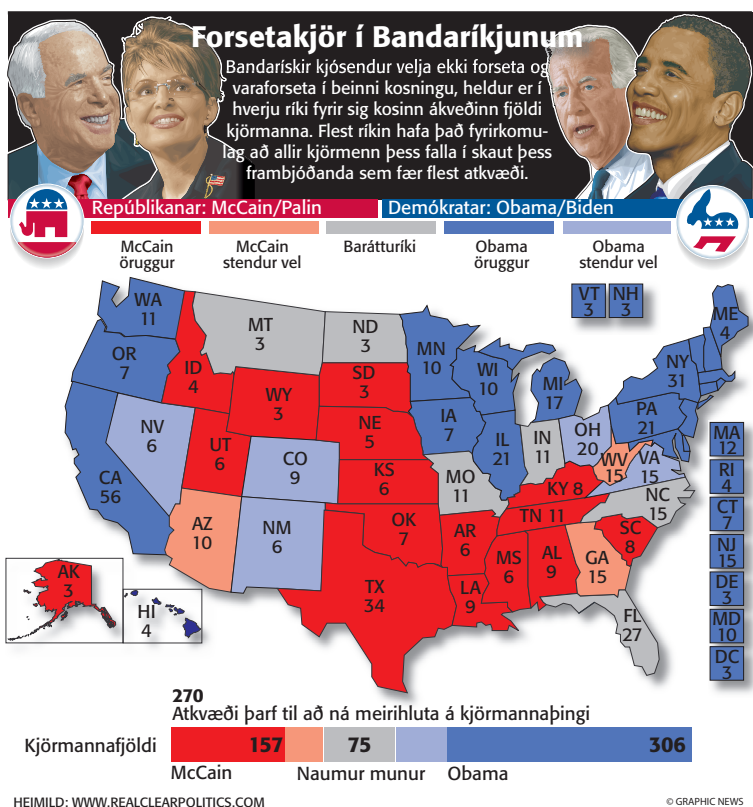 Forsetakjör í Bandaríkjunum
Bandarískir kjósendur velja ekki forseta og
varaforseta í beinni kosningu, heldur er í
hverju ríki fyrir sig kosinn ákveðinn fjöldi
kjörmanna. Flest ríkin hafa það fyrirkomu-
lag að allir kjörmenn þess falla í skaut þess
frambjóðanda sem fær flest atkvæði.
Repúblikanar: McCain/Palin
Demókratar: Obama/Biden
McCain
öruggur
McCain
stendur vel
Barátturíki
Obama
öruggur
Obama
stendur vel
WA
11
OR
7
CA
56
NV
6
ID
4
MT
3
WY
3
UT
6
AZ
10
CO
9
NM
6
ND
3
SD
3
NE
5
KS
6
OK
7
TX
34
MN
10
IA
7
MO
11
AR
6
LA
9
WI
10
IL
21
MI
17
IN
11
OH
20
KY 8
TN 11
MS
6
AL
9
GA
15
FL
27
SC
8
NC
15
VA
15
WV
15
PA
21
NY
31
VT
3
NH
3
ME
4
MA
12
RI
4
CT
7
NJ
15
DE
3
MD
10
DC
3
AK
3
HI
4
270
Atkvæði þarf til að ná meirihluta á kjörmannaþingi
Kjörmannafjöldi
157
75
306
McCain
Naumur munur
Obama
HEIMILD: WWW.REALCLEARPOLITICS.COM
© GRAPHIC NEWS